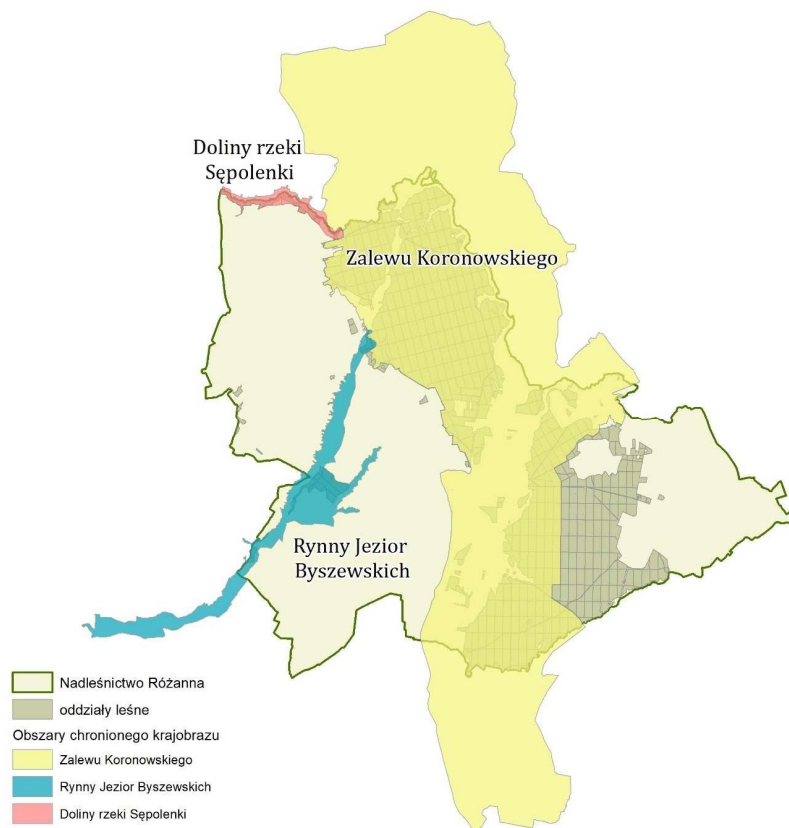 Doliny rzeki
Sępolenki
Zalewu Koronowskiego
Rynny Jezior
Byszewskich
Nadleśnictwo Różanna
oddziały leśne
Obszary chronionego krajobrazu
Zalewu Koronowskiego
Rynny Jezior Byszewskich
Doliny rzeki Sępolenki